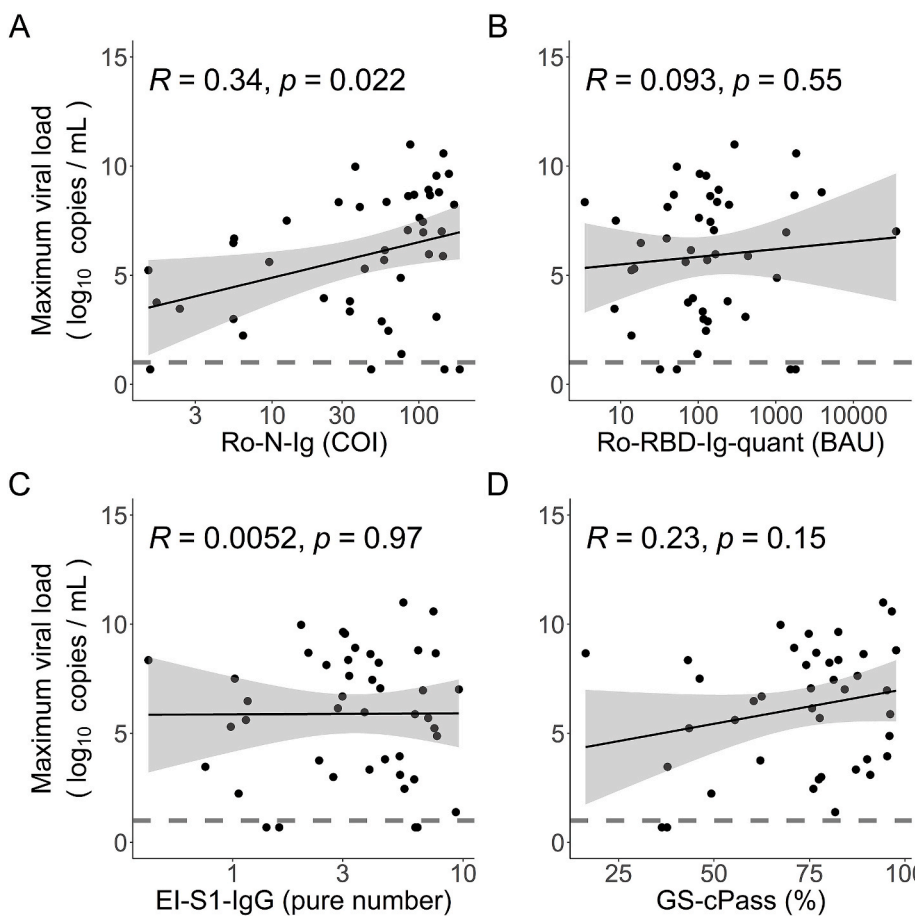 A
R = 0.34, p = 0.022
15
10
5
0
Maximum viral load
( log10 copies / mL )
3 10 30 100
Ro-N-Ig (COI)
B
R = 0.093, p = 0.55
15
10
5
0
10 100 1000 10000
Ro-RBD-Ig-quant (BAU)
C
R = 0.0052, p = 0.97
15
10
5
0
Maximum viral load
( log10 copies / mL )
1 3 10
EI-S1-IgG (pure number)
D
R = 0.23, p = 0.15
15
10
5
0
25 50 75 100
GS-cPass (%)